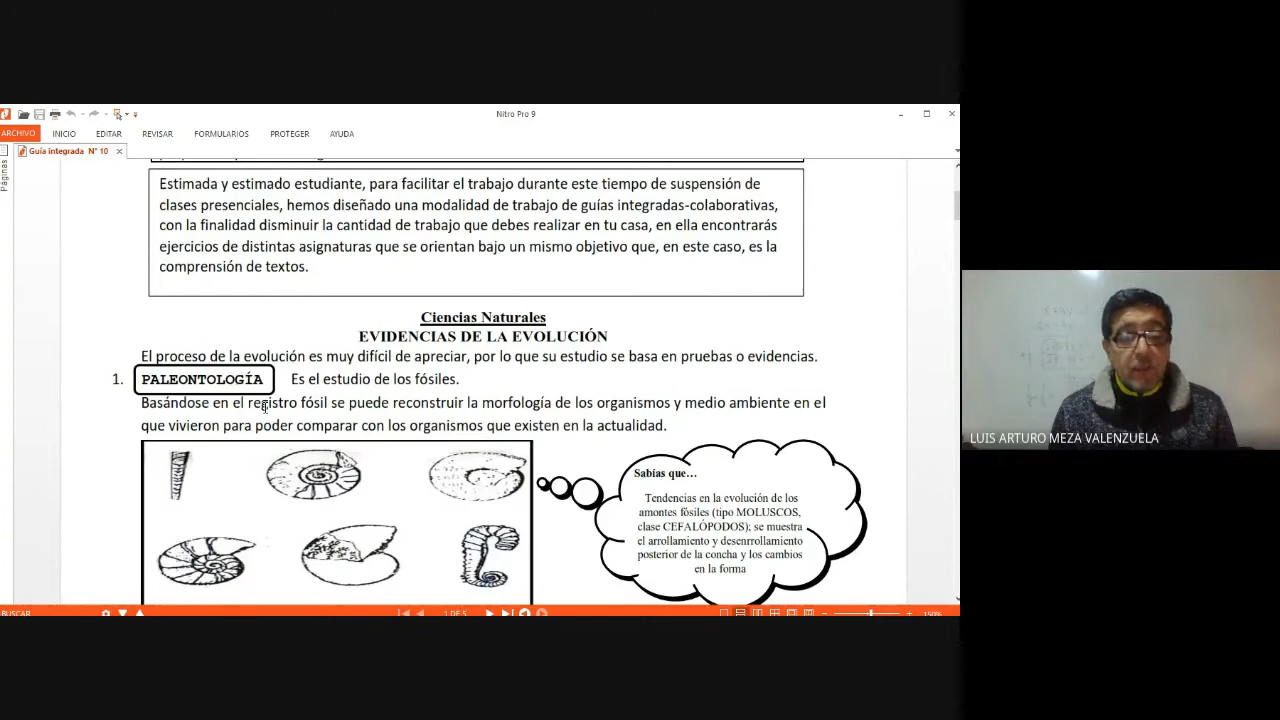 Nitro Pro 9
ARCHIVO INICIO EDITAR REVISAR FORMULARIOS PROTEGER AYUDA
Guía integrada N° 10
Páginas
Estimada y estimado estudiante, para facilitar el trabajo durante este tiempo de suspensión de
clases presenciales, hemos diseñado una modalidad de trabajo de guías integradas-colaborativas,
con la finalidad disminuir la cantidad de trabajo que debes realizar en tu casa, en ella encontrarás
ejercicios de distintas asignaturas que se orientan bajo un mismo objetivo que, en este caso, es la
comprensión de textos.
Ciencias Naturales
EVIDENCIAS DE LA EVOLUCIÓN
El proceso de la evolución es muy difícil de apreciar, por lo que su estudio se basa en pruebas o evidencias.
1. PALEONTOLOGÍA Es el estudio de los fósiles.
Basándose en el registro fósil se puede reconstruir la morfología de los organismos y medio ambiente en el
que vivieron para poder comparar con los organismos que existen en la actualidad.
Sabías que...
Tendencias en la evolución de los
amontes fósiles (tipo MOLUSCOS,
clase CEFALÓPODOS); se muestra
el arrollamiento y desenrrollamiento
posterior de la concha y los cambios
en la forma
LUIS ARTURO MEZA VALENZUELA
BUSCAR
1 DE 5
150%